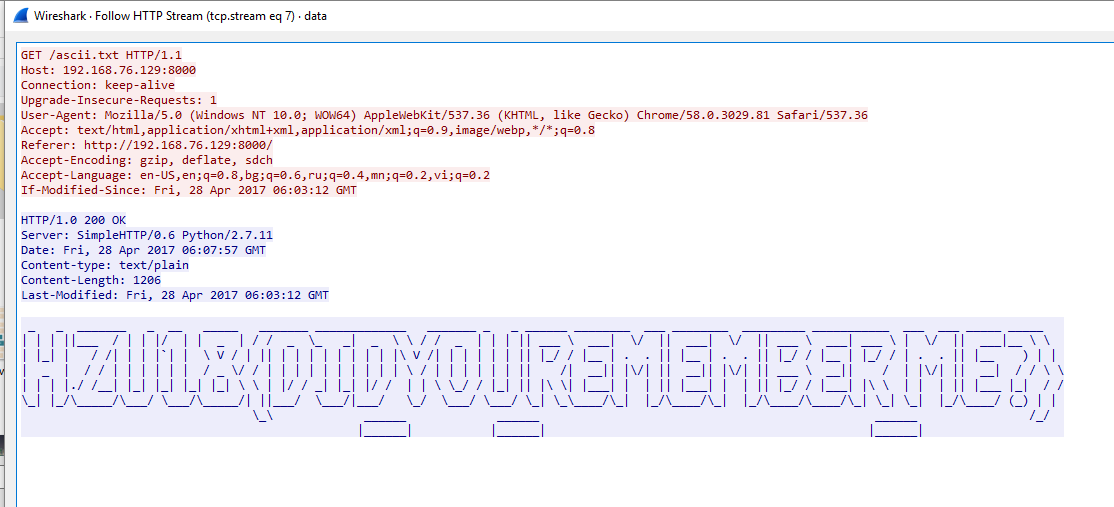 Wireshark · Follow HTTP Stream (tcp.stream eq 7) · data
GET /ascii.txt HTTP/1.1
Host: 192.168.76.129:8000
Connection: keep-alive
Upgrade-Insecure-Requests: 1
User-Agent: Mozilla/5.0 (Windows NT 10.0; WOW64) AppleWebKit/537.36 (KHTML, like Gecko) Chrome/58.0.3029.81 Safari/537.36
Accept: text/html,application/xhtml+xml,application/xml;q=0.9,image/webp,*/*;q=0.8
Referer: http://192.168.76.129:8000/
Accept-Encoding: gzip, deflate, sdch
Accept-Language: en-US,en;q=0.8,bg;q=0.6,ru;q=0.4,mn;q=0.2,vi;q=0.2
If-Modified-Since: Fri, 28 Apr 2017 06:03:12 GMT
HTTP/1.0 200 OK
Server: SimpleHTTP/0.6 Python/2.7.11
Date: Fri, 28 Apr 2017 06:07:57 GMT
Content-type: text/plain
Content-Length: 1206
Last-Modified: Fri, 28 Apr 2017 06:03:12 GMT
DID_YOU_REMEMBER_ME?}